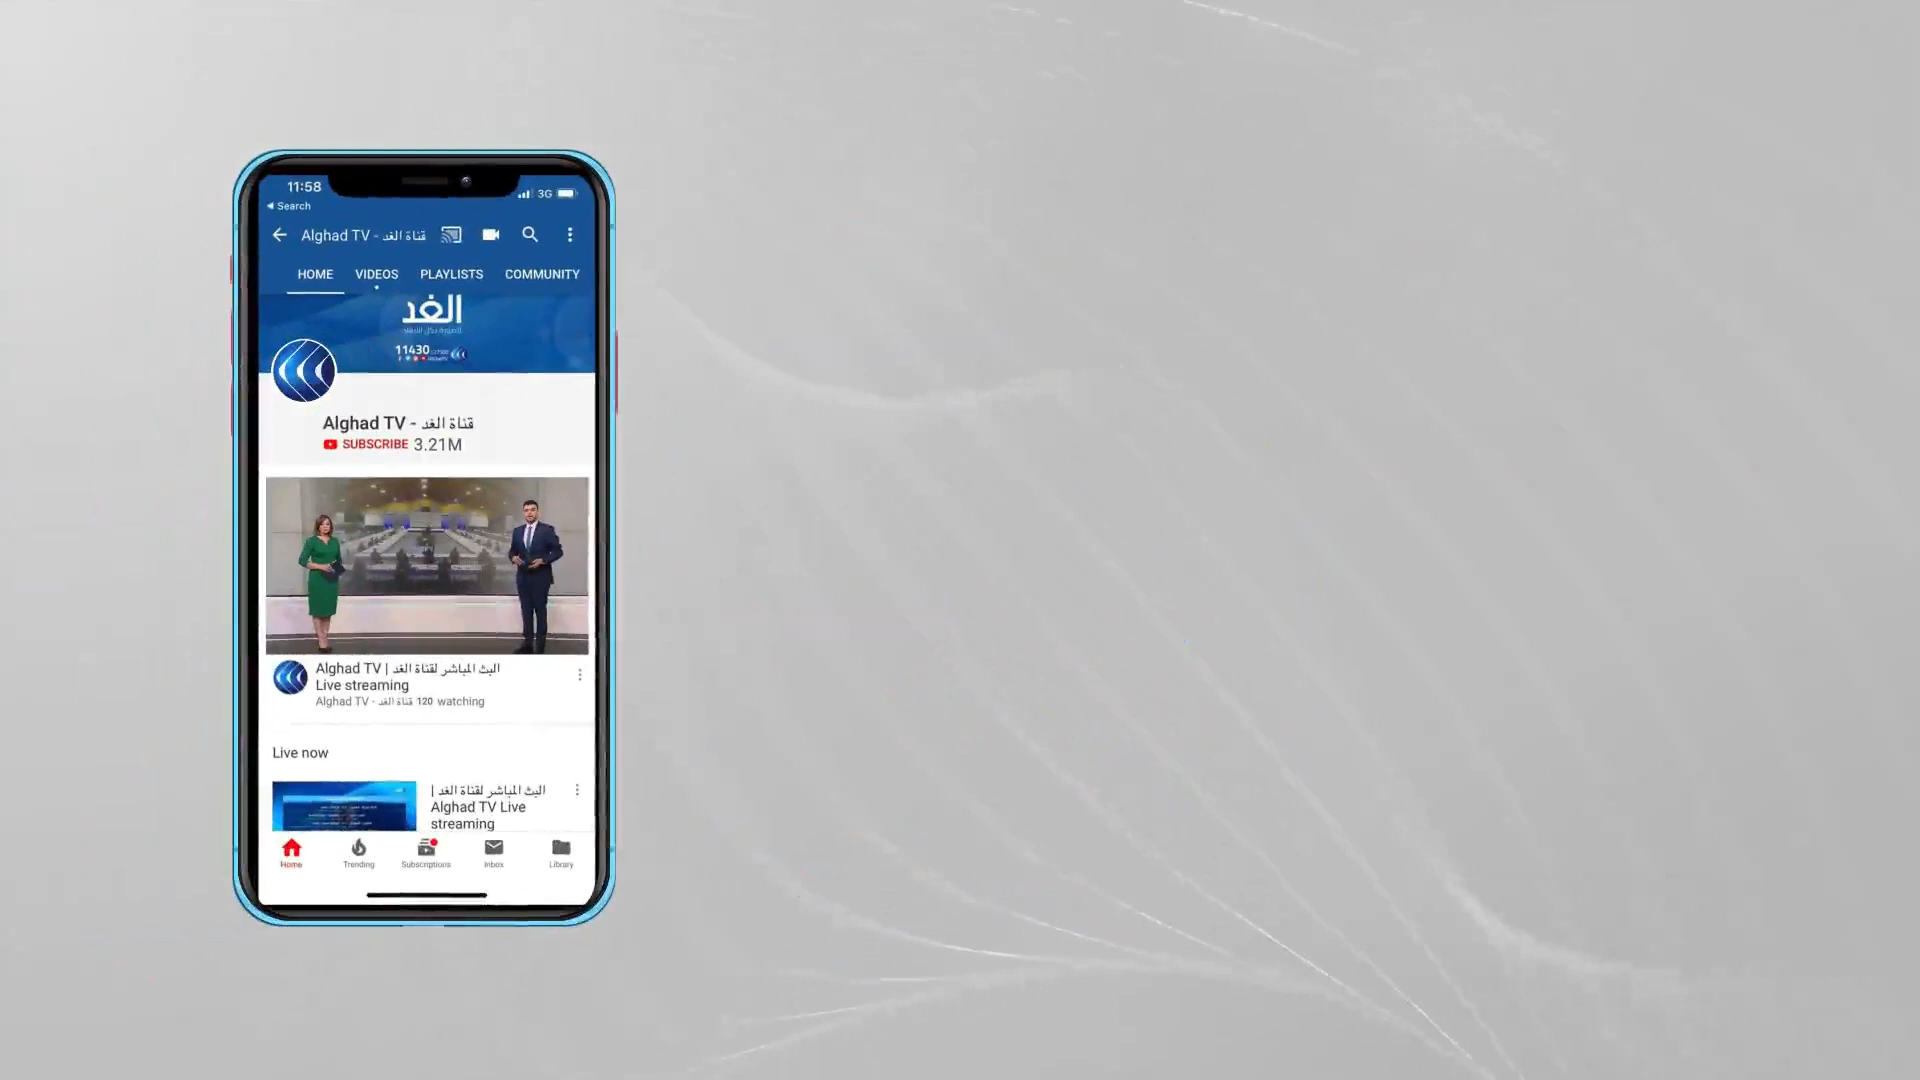 11:58
3G
Search
Alghad TV - قناة الغد
HOME VIDEOS PLAYLISTS COMMUNITY
الغد
11430
Alghad TV - قناة الغد
SUBSCRIBE 3.21M
Alghad TV | البث المباشر لقناة الغد
Live streaming
Alghad TV - قناة الغد 120 watching
Live now
البث المباشر لقناة الغد |
Alghad TV Live
streaming
Home Trending Subscriptions Inbox Library